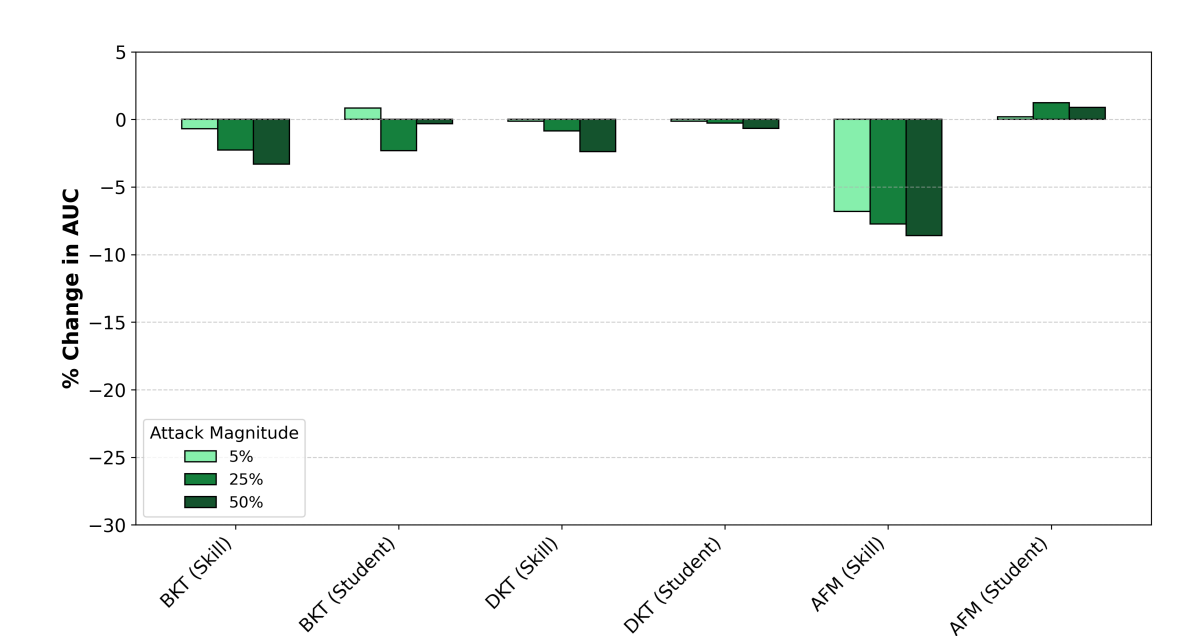 % Change in AUC
5
0
−5
−10
−15
−20
−25
−30
Attack Magnitude
5%
25%
50%
BKT (Skill)
BKT (Student)
DKT (Skill)
DKT (Student)
AFM (Skill)
AFM (Student)